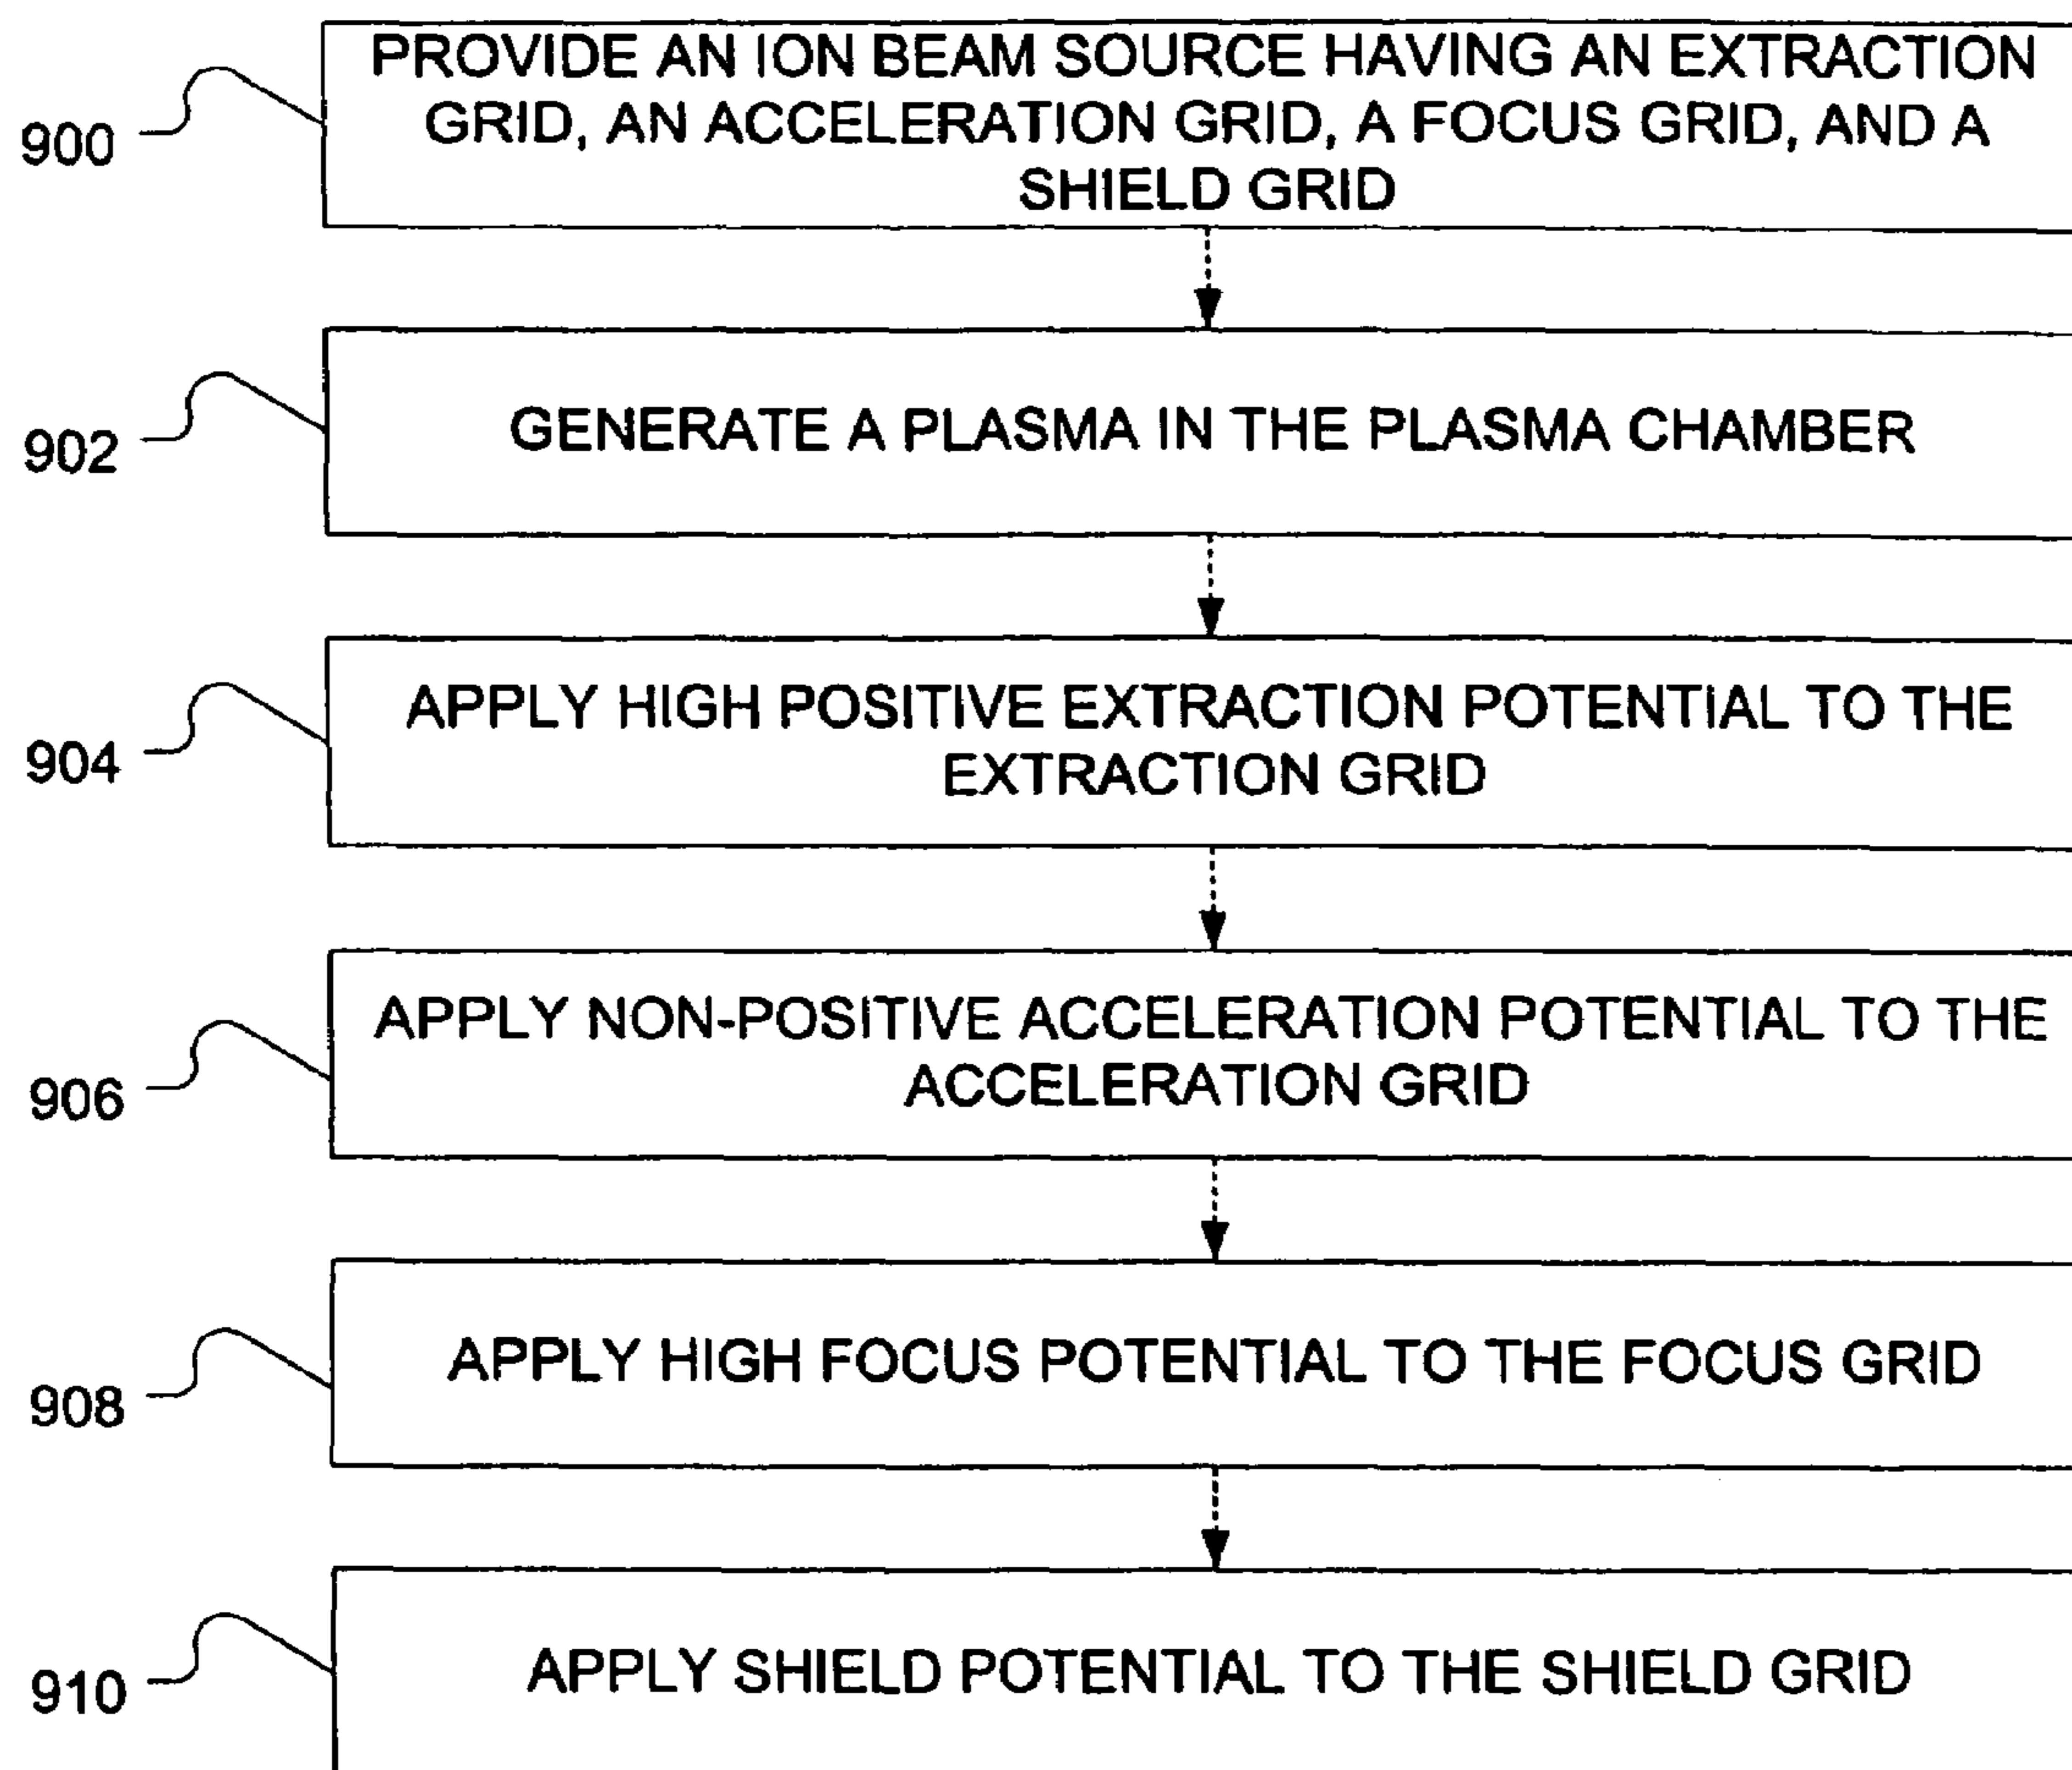 PROVIDE AN ION BEAM SOURCE HAVING AN EXTRACTION
GRID, AN ACCELERATION GRID, A FOCUS GRID, AND A
SHIELD GRID
900
GENERATE A PLASMA IN THE PLASMA CHAMBER
902
APPLY HIGH POSITIVE EXTRACTION POTENTIAL TO THE
EXTRACTION GRID
904
APPLY NON-POSITIVE ACCELERATION POTENTIAL TO THE
ACCELERATION GRID
906
APPLY HIGH FOCUS POTENTIAL TO THE FOCUS GRID
908
APPLY SHIELD POTENTIAL TO THE SHIELD GRID
910